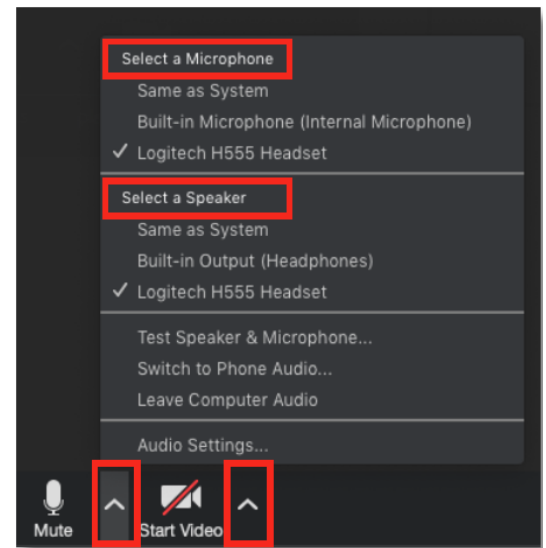 Select a Microphone
Same as System
Built-in Microphone (Internal Microphone)
✓ Logitech H555 Headset
Select a Speaker
Same as System
Built-in Output (Headphones)
✓ Logitech H555 Headset
Test Speaker & Microphone...
Switch to Phone Audio...
Leave Computer Audio
Audio Settings...
Mute Start Video